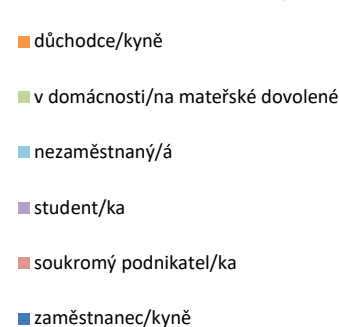 důchodce/kyně
v domácnosti/na mateřské dovolené
nezaměstnaný/á
student/ka
soukromý podnikatel/ka
zaměstnanec/kyně